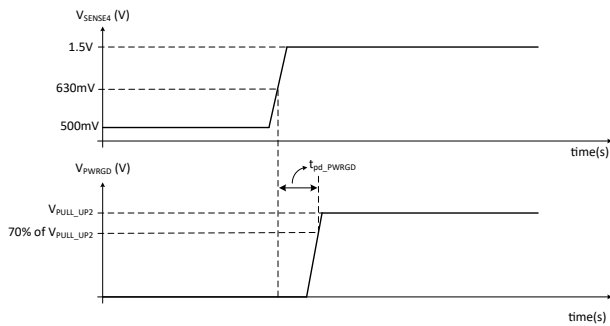 VSENSE4 (V)
1.5V
630mV
500mV
time(s)
VPWRGD (V)
tpd_PWRGD
VPULL_UP2
70% of VPULL_UP2
time(s)